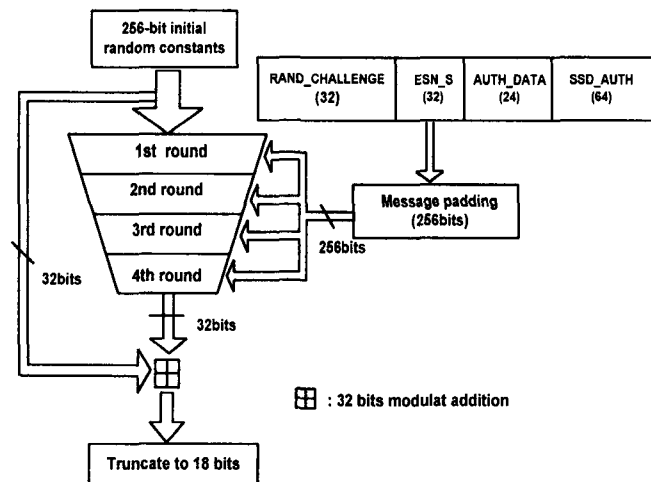 256-bit initial
random constants
RAND_CHALLENGE
(32)
ESN_S
(32)
AUTH_DATA
(24)
SSD_AUTH
(64)
1st round
2nd round
3rd round
4th round
Message padding
(256bits)
256bits
32bits
32bits
: 32 bits modulat addition
Truncate to 18 bits